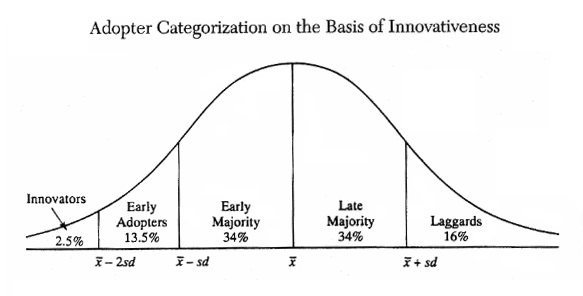 Adopter Categorization on the Basis of Innovativeness
Innovators
2.5%
Early
Adopters
13.5%
Early
Majority
34%
Late
Majority
34%
Laggards
16%
x̄ – 2sd
x̄ – sd
x̄
x̄ + sd